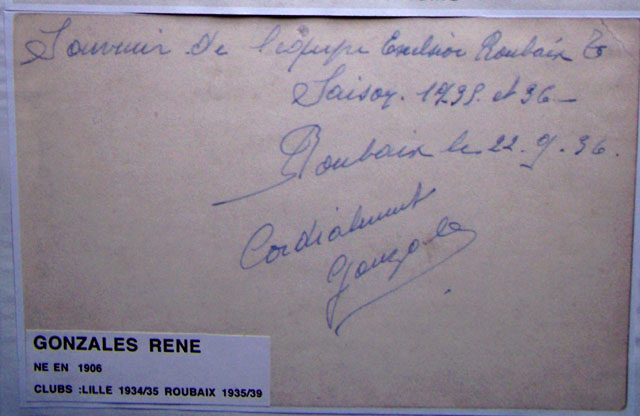 Souvenir de l'équipe Excelsior Roubaix
Saison 1935 et 36
Roubaix le 22.9.36.
Cordialement
Gonzales
GONZALES RENE
NE EN 1906
CLUBS :LILLE 1934/35 ROUBAIX 1935/39